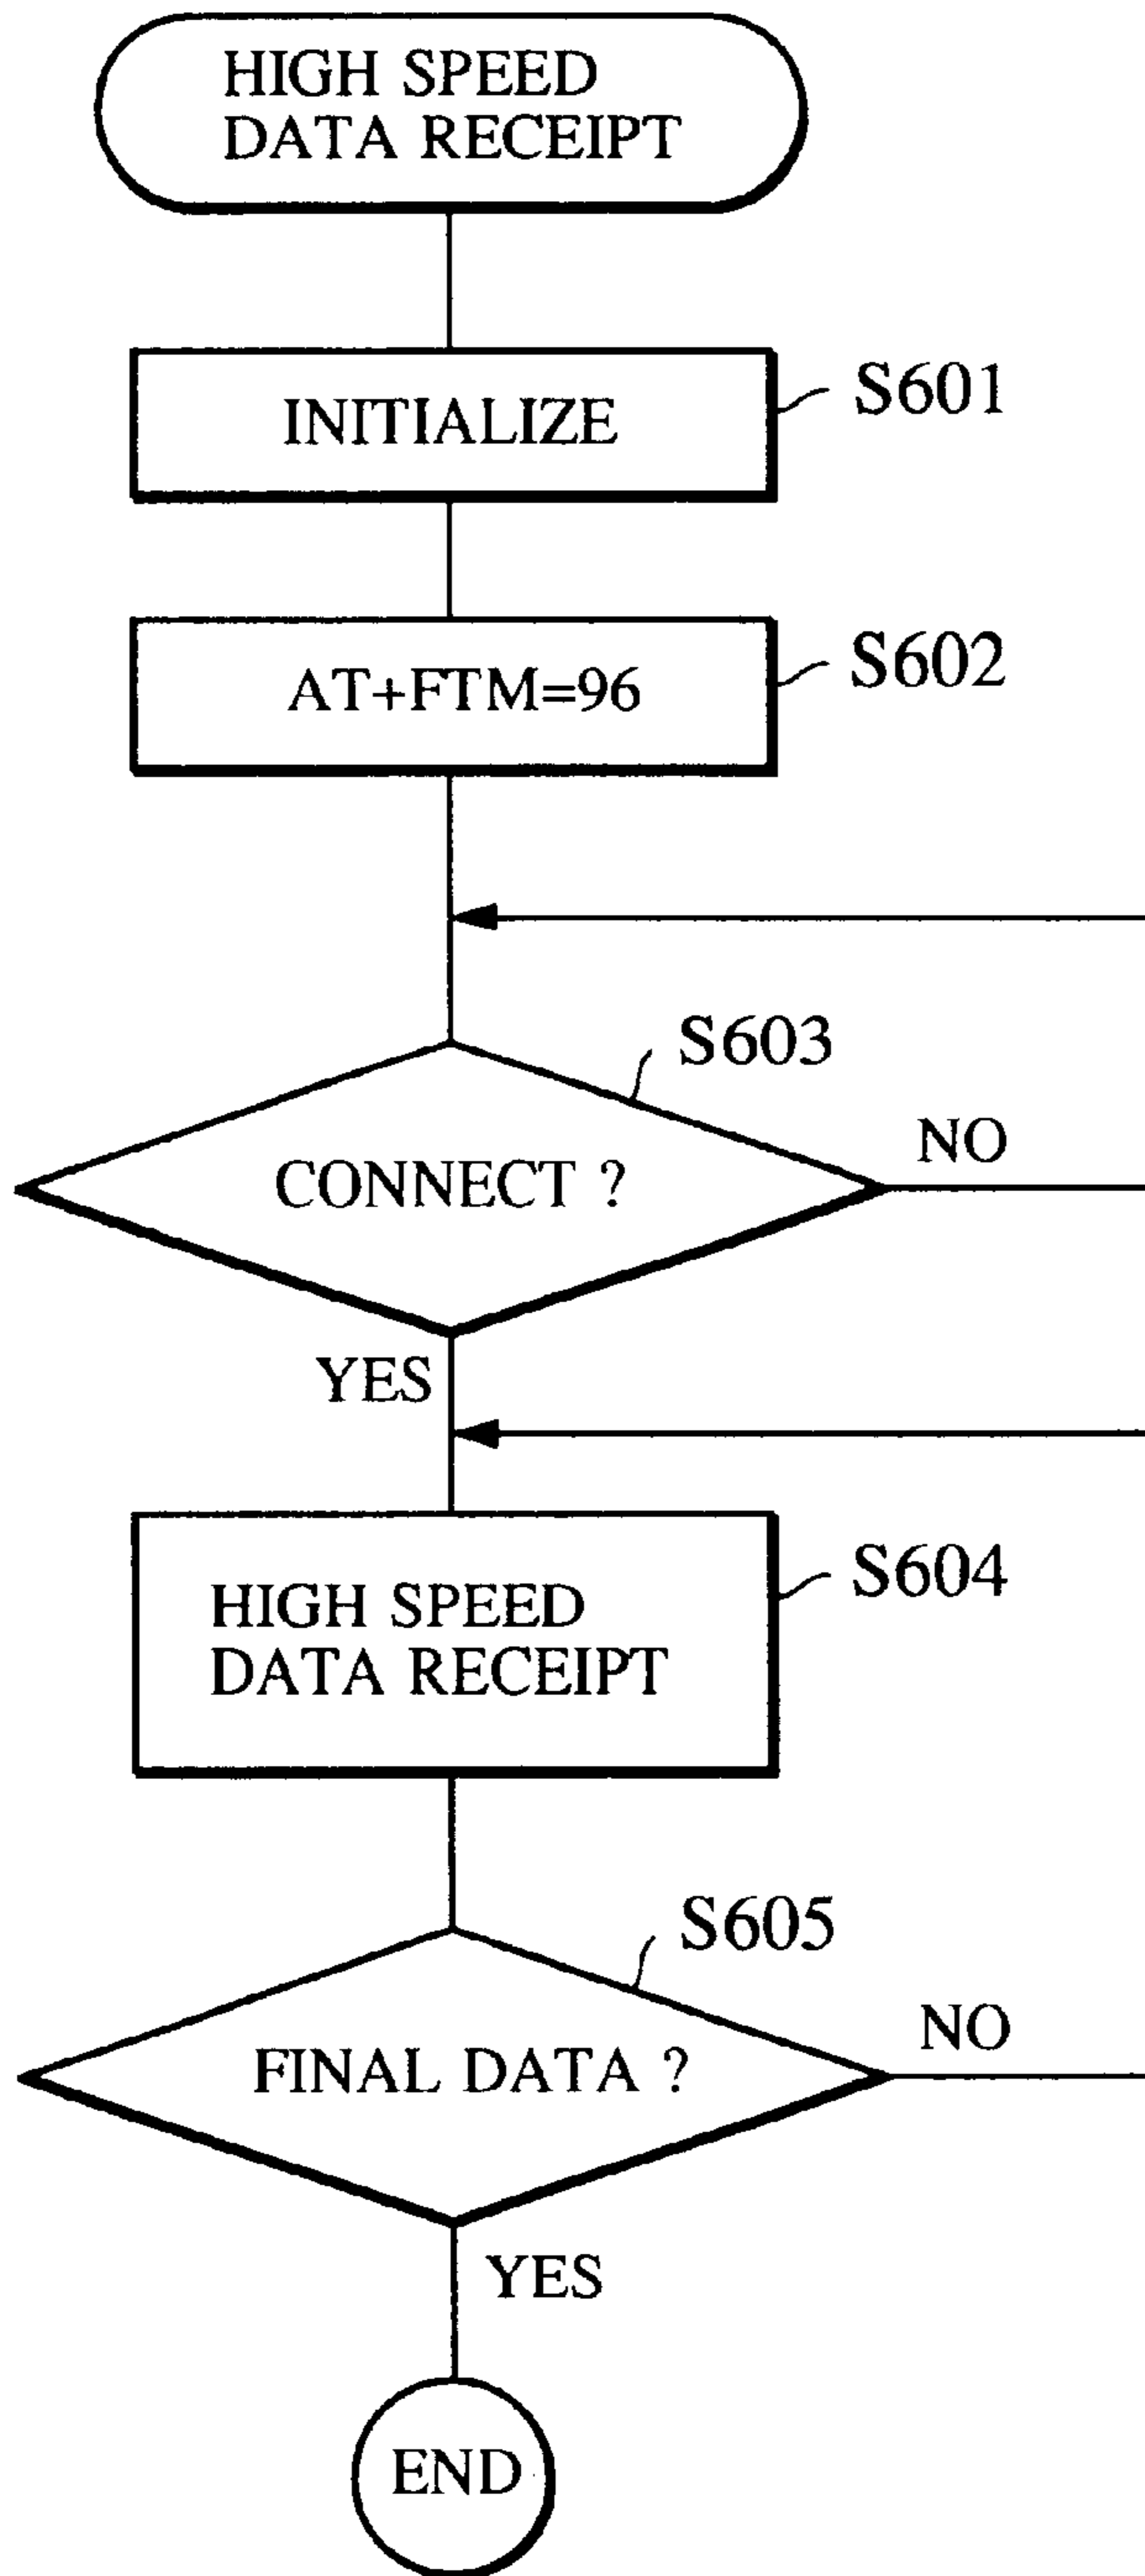 HIGH SPEED
DATA RECEIPT
INITIALIZE
S601
AT+FTM=96
S602
S603
CONNECT ?
NO
YES
HIGH SPEED
DATA RECEIPT
S604
S605
FINAL DATA ?
NO
YES
END